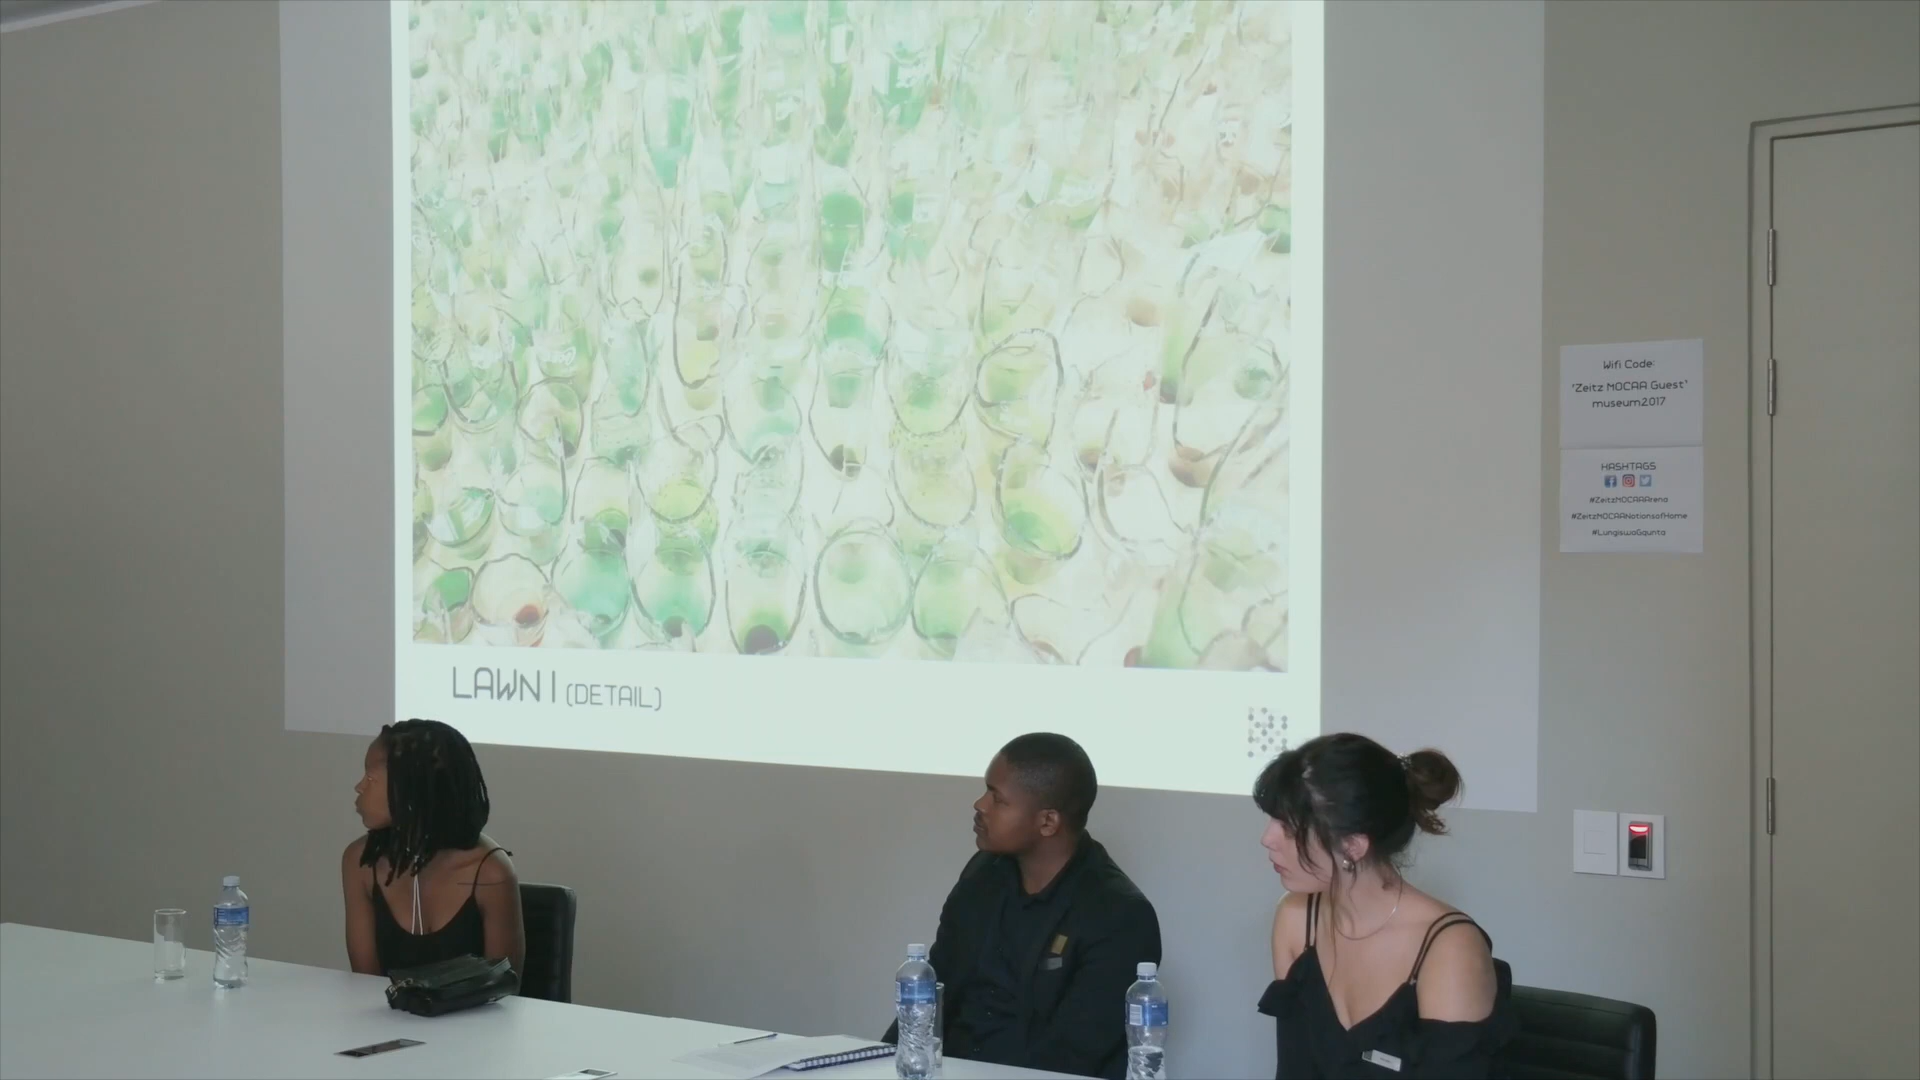 LAWN I (DETAIL)
Wifi Code:
'Zeitz MOCAA Guest'
museum2017
HASHTAGS
#ZeitzMOCAAArena
#ZeitzMOCAANotionsofHome
#LungiswaGqunta